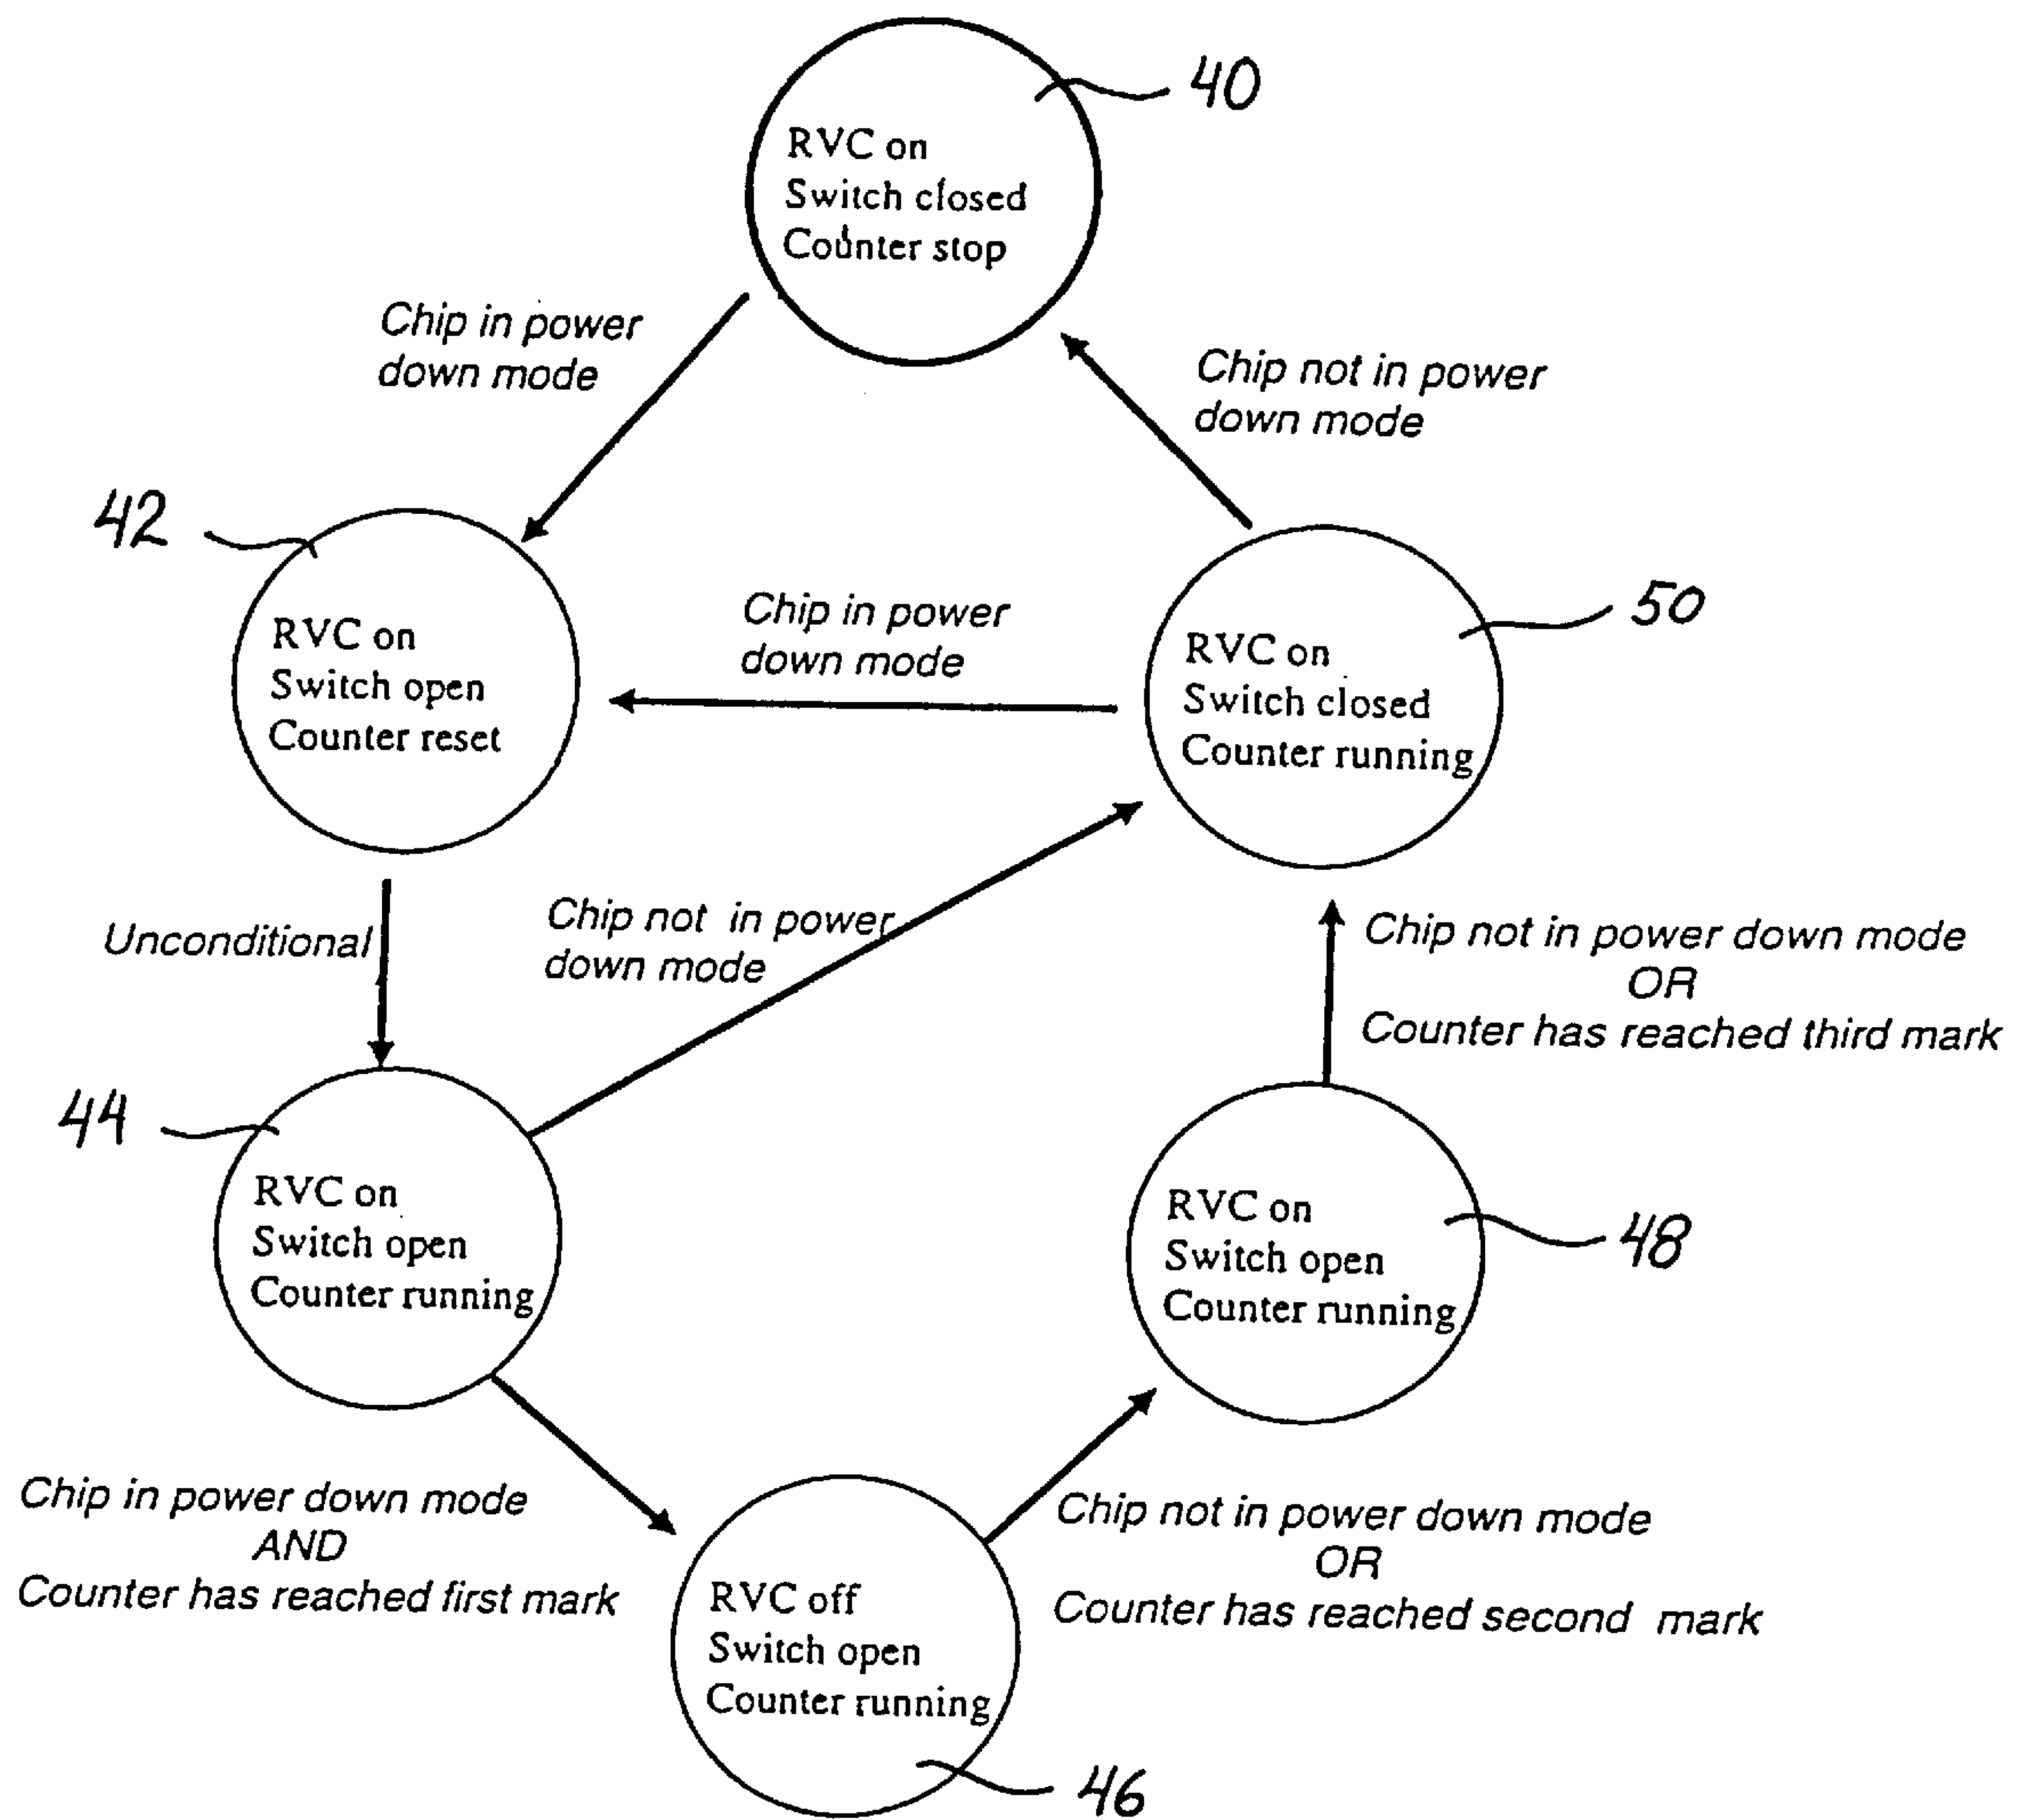 40
RVC on
Switch closed
Counter stop
Chip in power
down mode
Chip not in power
down mode
42
RVC on
Switch open
Counter reset
Chip in power
down mode
50
RVC on
Switch closed
Counter running
Unconditional
Chip not in power
down mode
Chip not in power down mode
OR
Counter has reached third mark
44
RVC on
Switch open
Counter running
48
RVC on
Switch open
Counter running
Chip in power down mode
AND
Counter has reached first mark
Chip not in power down mode
OR
Counter has reached second mark
RVC off
Switch open
Counter running
46